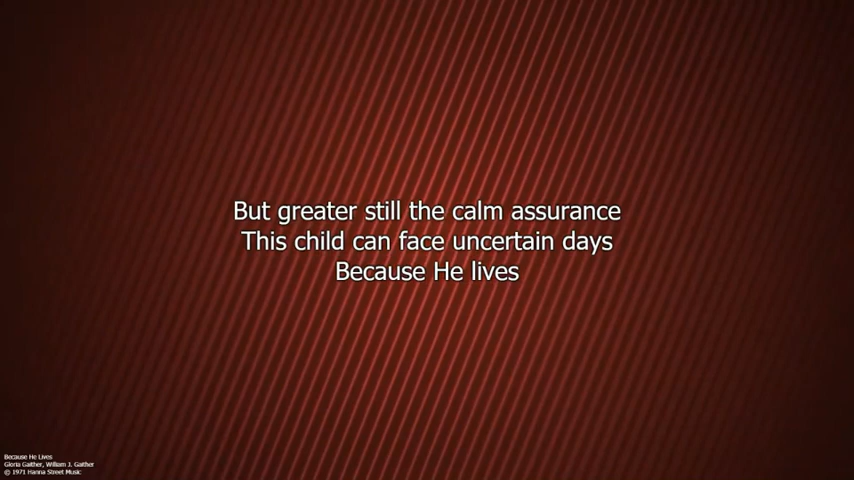 But greater still the calm assurance
This child can face uncertain days
Because He lives
Because He Lives
Gloria Gaither, William J. Gaither
© 1971 Hanna Street Music